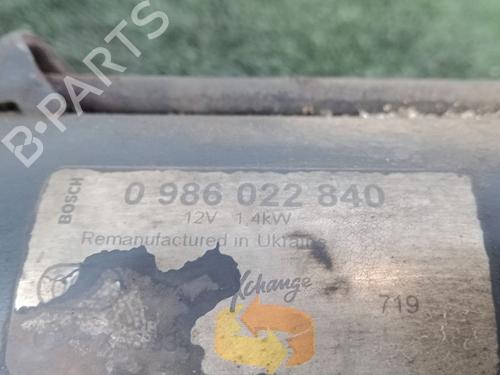 B-PARTS
BOSCH
0 986 022 840
12V 1,4kW
Remanufactured in Ukraine
Xchange
719